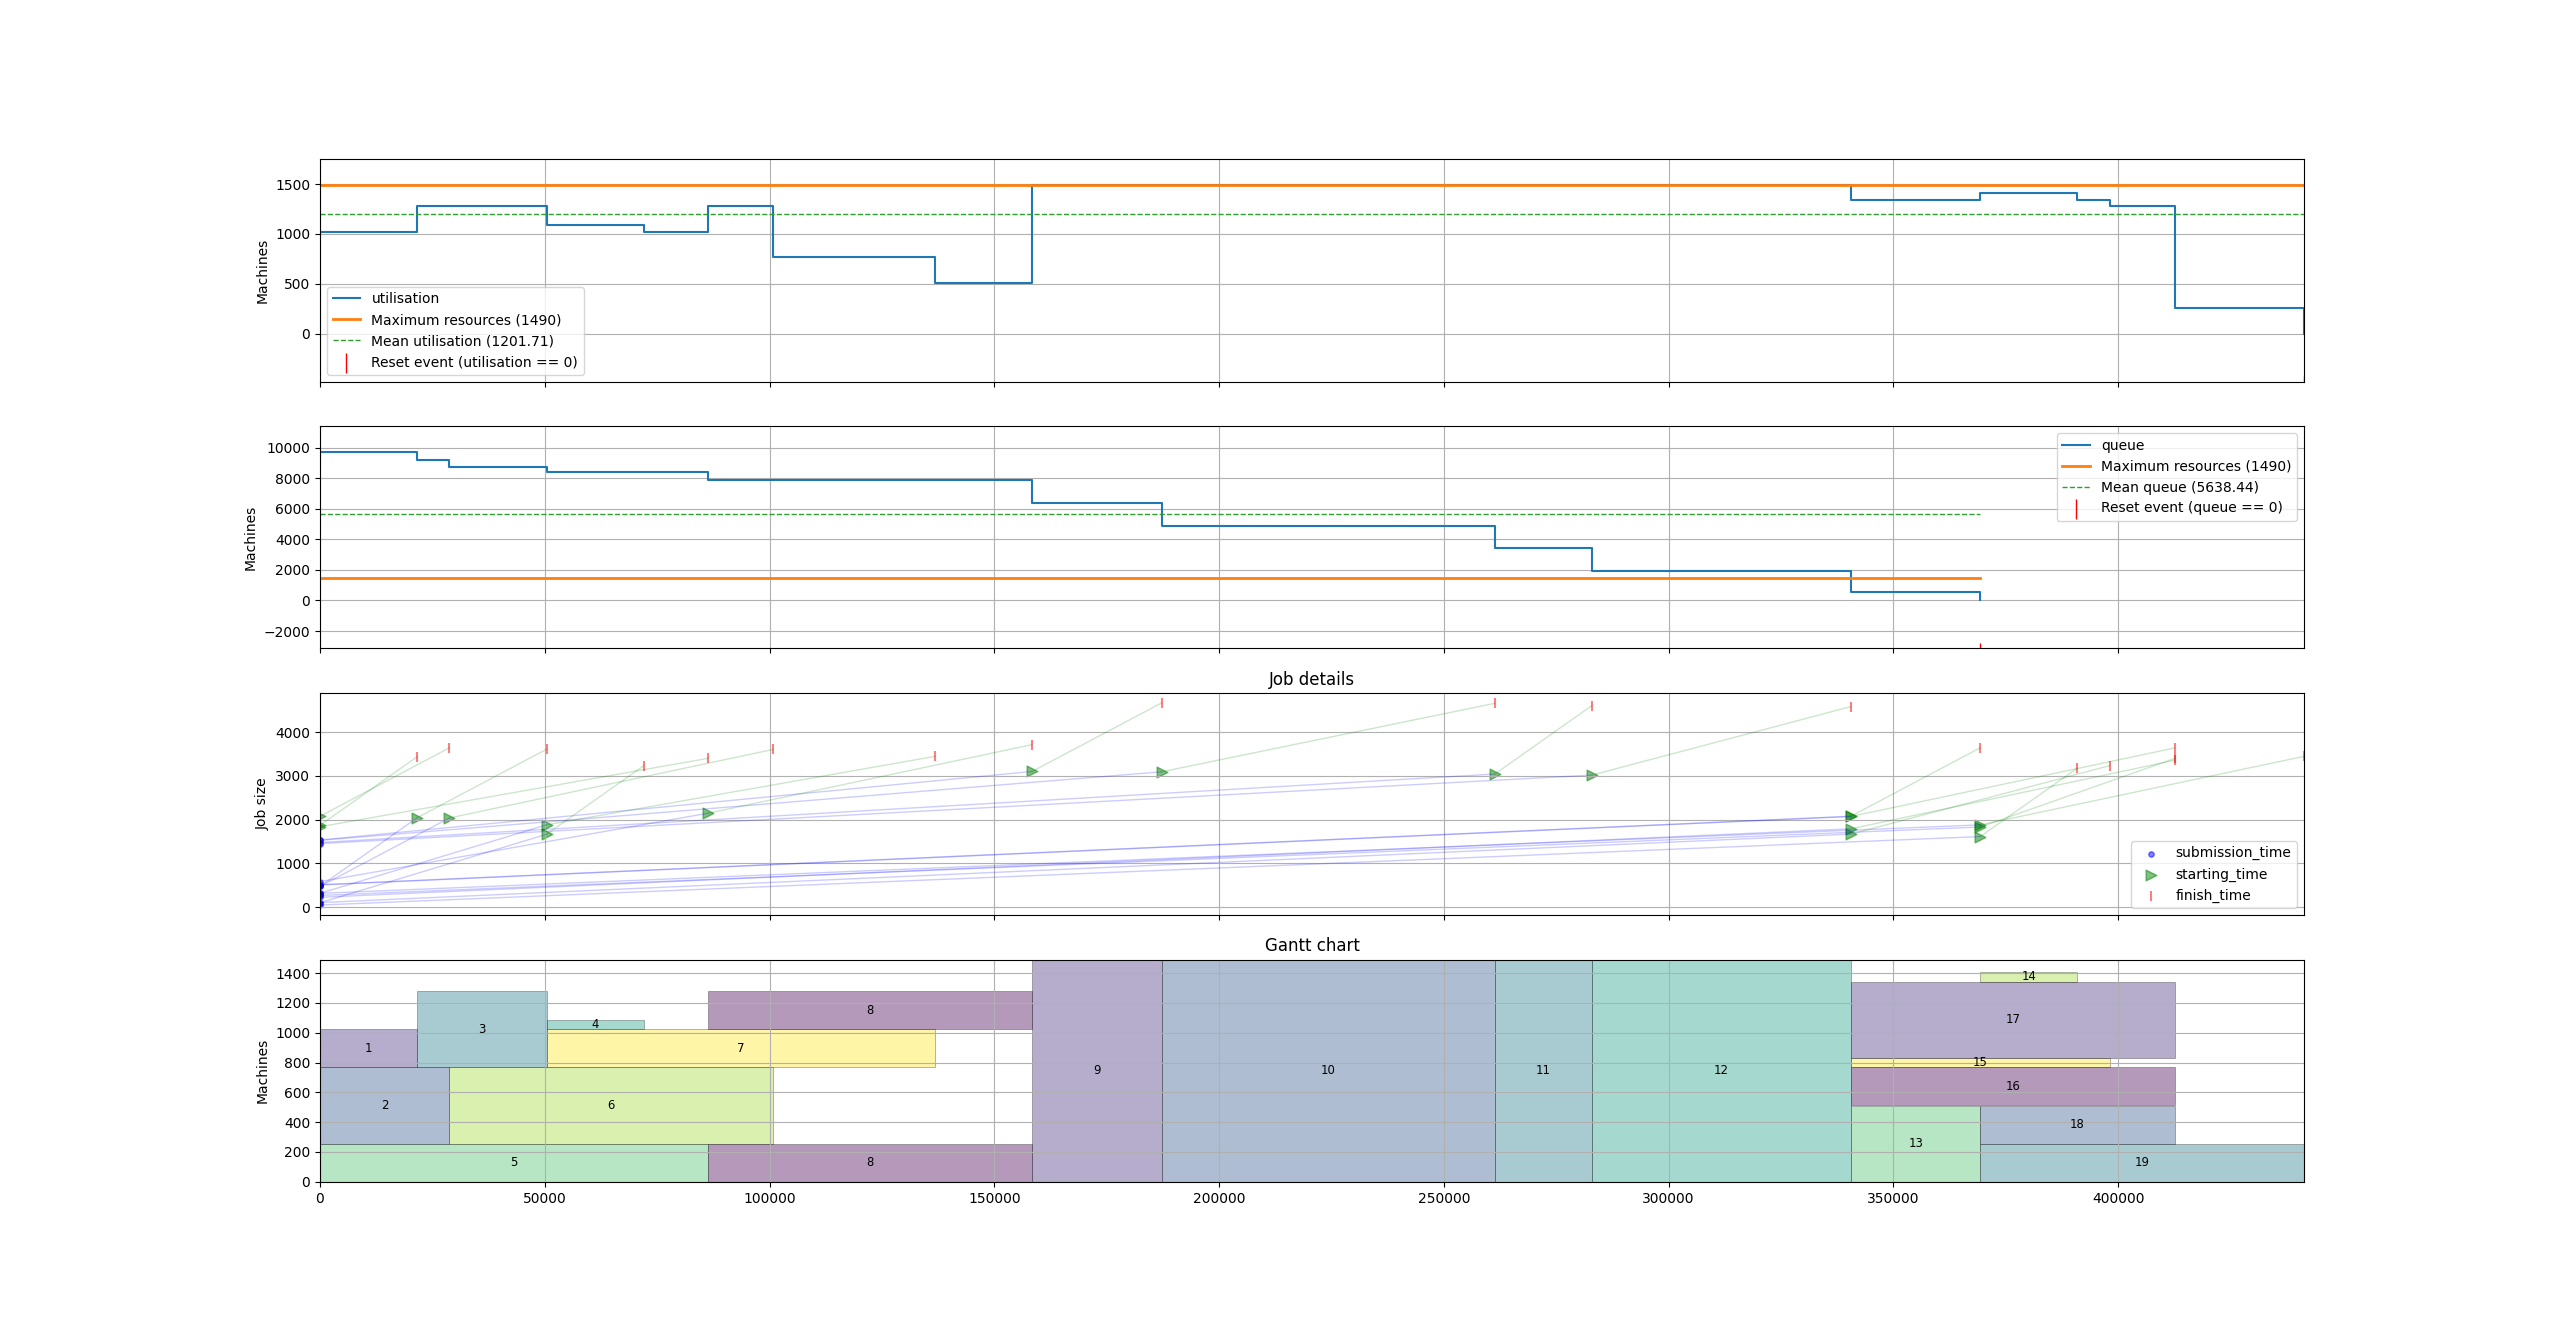 1500
1000
500
0
Machines
utilisation
Maximum resources (1490)
Mean utilisation (1201.71)
Reset event (utilisation == 0)
10000
8000
6000
4000
2000
0
−2000
Machines
queue
Maximum resources (1490)
Mean queue (5638.44)
Reset event (queue == 0)
Job details
4000
3000
2000
1000
0
Job size
submission_time
starting_time
finish_time
Gantt chart
1400
1200
1000
800
600
400
200
0
Machines
1
2
3
4
5
6
7
8
8
9
10
11
12
13
14
15
16
17
18
19
0 50000 100000 150000 200000 250000 300000 350000 400000